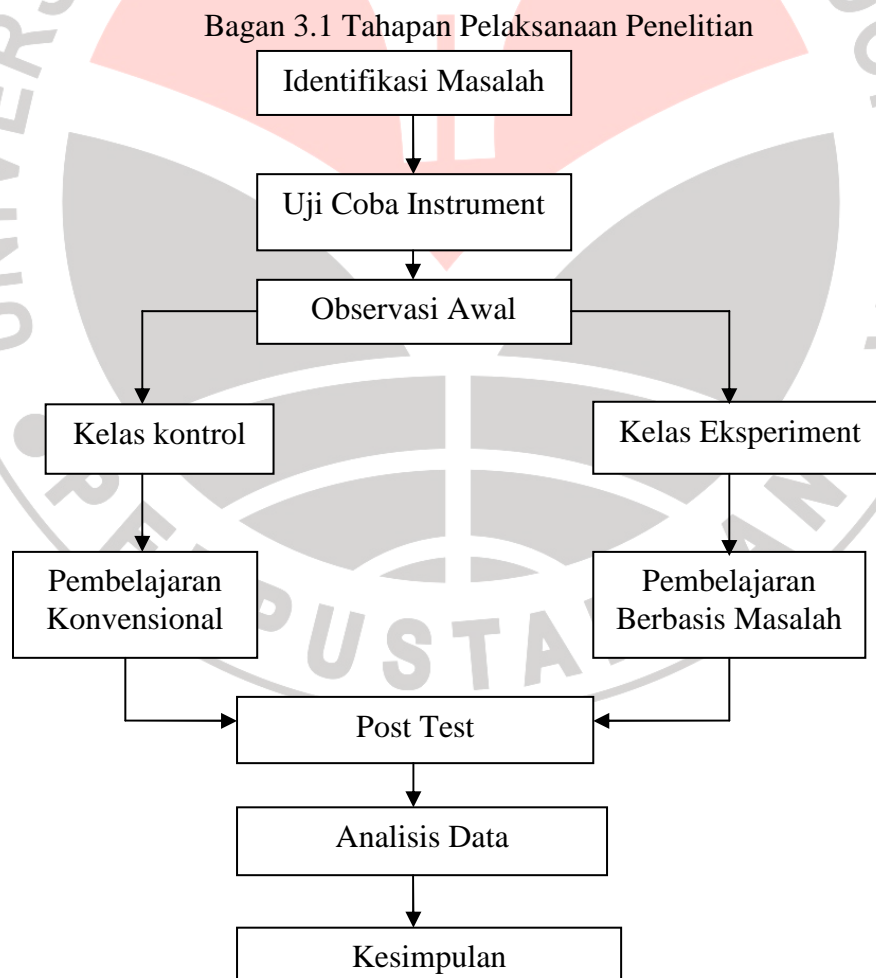 Bagan 3.1 Tahapan Pelaksanaan Penelitian
Identifikasi Masalah
Uji Coba Instrument
Observasi Awal
Kelas kontrol
Kelas Eksperiment
Pembelajaran
Konvensional
Pembelajaran
Berbasis Masalah
Post Test
Analisis Data
Kesimpulan